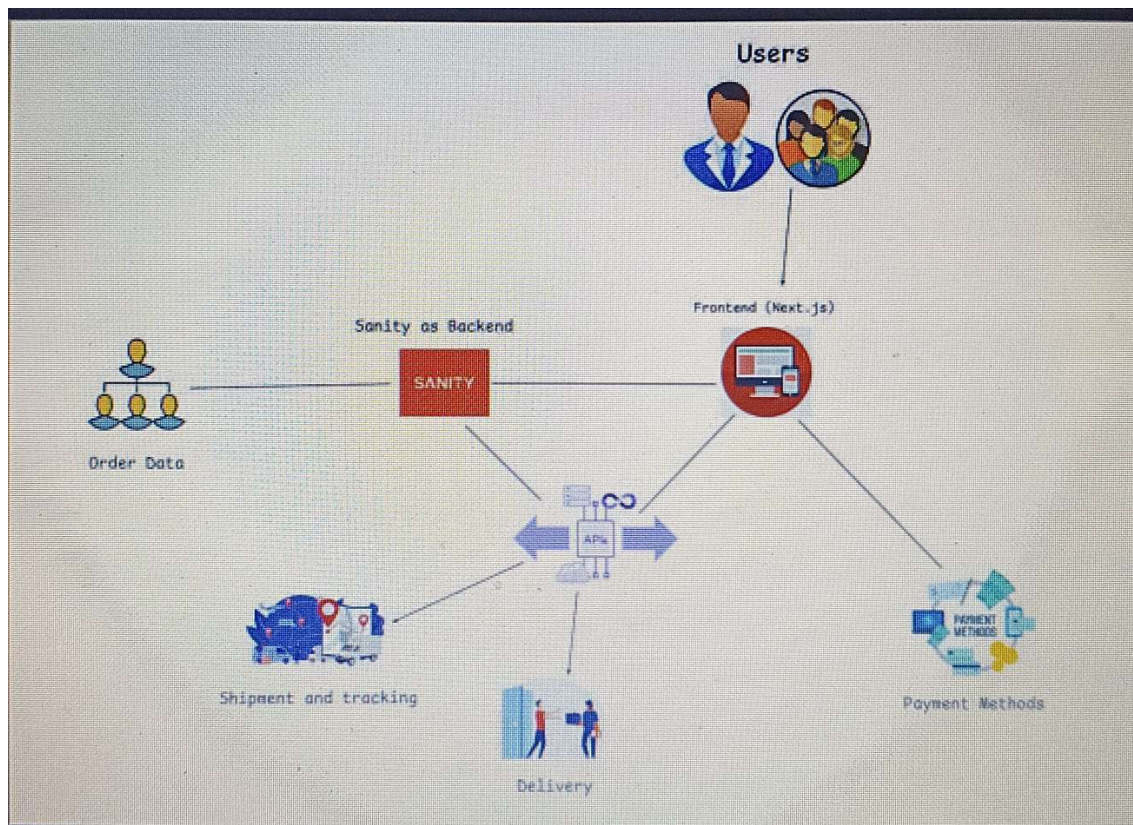 Users
Frontend (Next.js)
Sanity as Backend
SANITY
Order Data
APIs
PAYMENT
METHODS
Shipment and tracking
Payment Methods
Delivery